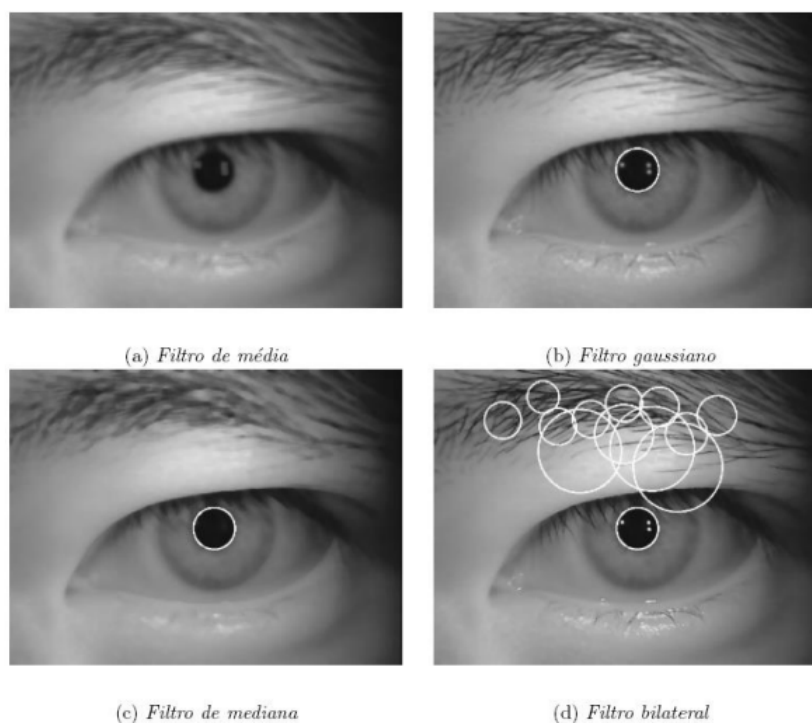 (a) Filtro de média
(b) Filtro gaussiano
(c) Filtro de mediana
(d) Filtro bilateral